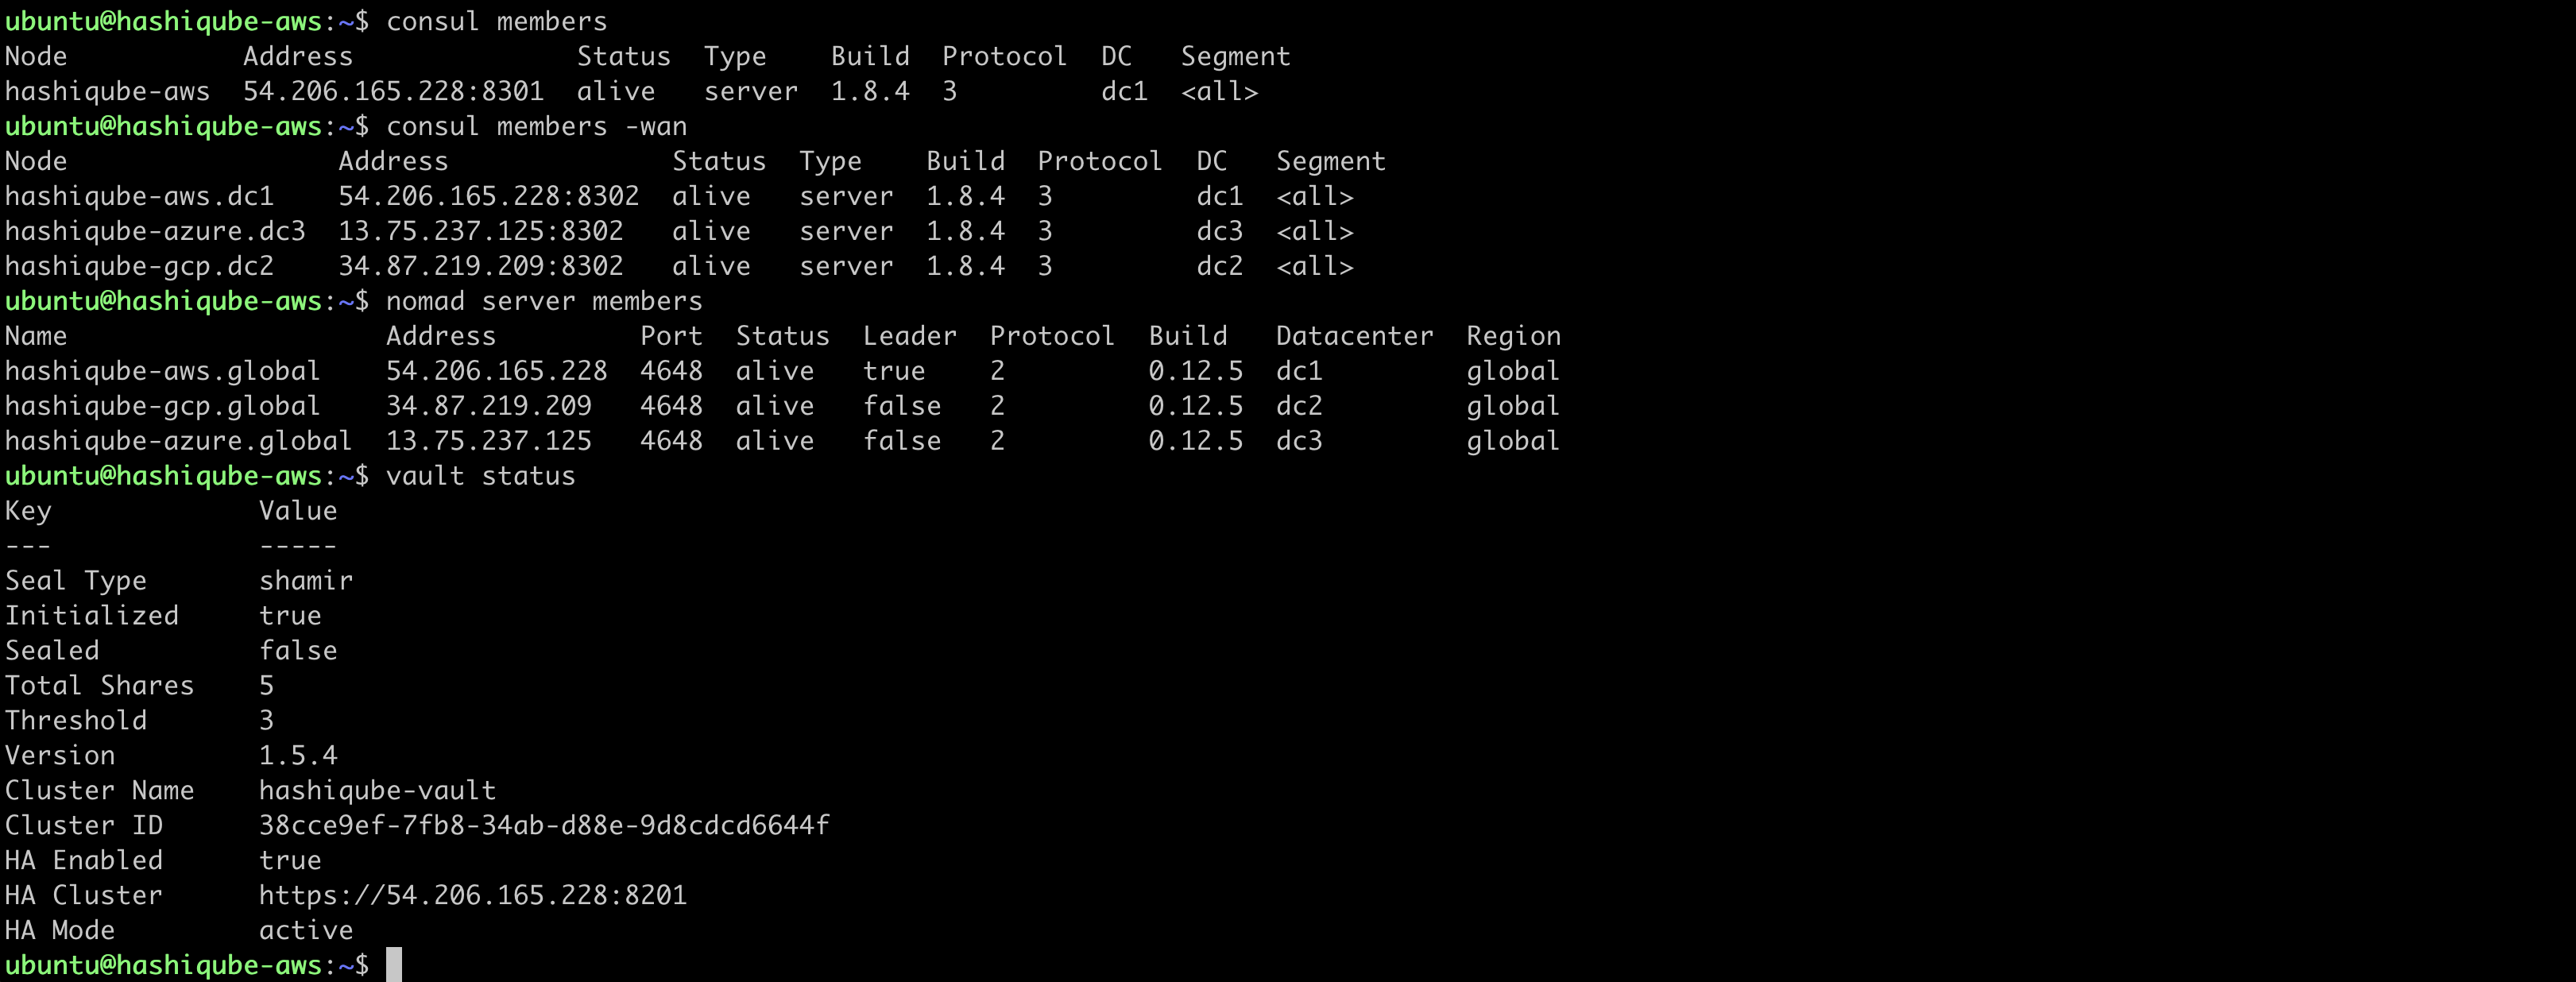 ubuntu@hashiqube-aws:~$ consul members
Node           Address              Status  Type    Build  Protocol  DC   Segment
hashiqube-aws  54.206.165.228:8301  alive   server  1.8.4  3         dc1  <all>
ubuntu@hashiqube-aws:~$ consul members -wan
Node                 Address              Status  Type    Build  Protocol  DC   Segment
hashiqube-aws.dc1    54.206.165.228:8302  alive   server  1.8.4  3         dc1  <all>
hashiqube-azure.dc3  13.75.237.125:8302   alive   server  1.8.4  3         dc3  <all>
hashiqube-gcp.dc2    34.87.219.209:8302   alive   server  1.8.4  3         dc2  <all>
ubuntu@hashiqube-aws:~$ nomad server members
Name                    Address         Port  Status  Leader  Protocol  Build   Datacenter  Region
hashiqube-aws.global    54.206.165.228  4648  alive   true    2         0.12.5  dc1         global
hashiqube-gcp.global    34.87.219.209   4648  alive   false   2         0.12.5  dc2         global
hashiqube-azure.global  13.75.237.125   4648  alive   false   2         0.12.5  dc3         global
ubuntu@hashiqube-aws:~$ vault status
Key             Value
---             -----
Seal Type       shamir
Initialized     true
Sealed          false
Total Shares    5
Threshold       3
Version         1.5.4
Cluster Name    hashiqube-vault
Cluster ID      38cce9ef-7fb8-34ab-d88e-9d8cdcd6644f
HA Enabled      true
HA Cluster      https://54.206.165.228:8201
HA Mode         active
ubuntu@hashiqube-aws:~$